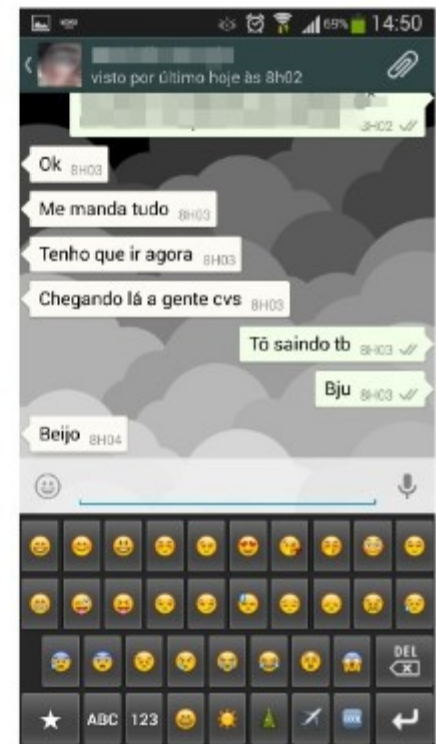 69% 14:50
visto por último hoje às 8h02
8H02
Ok 8H03
Me manda tudo 8H03
Tenho que ir agora 8H03
Chegando lá a gente cvs 8H03
Tô saindo tb 8H03
Bju 8H03
Beijo 8H04
DEL
ABC 123